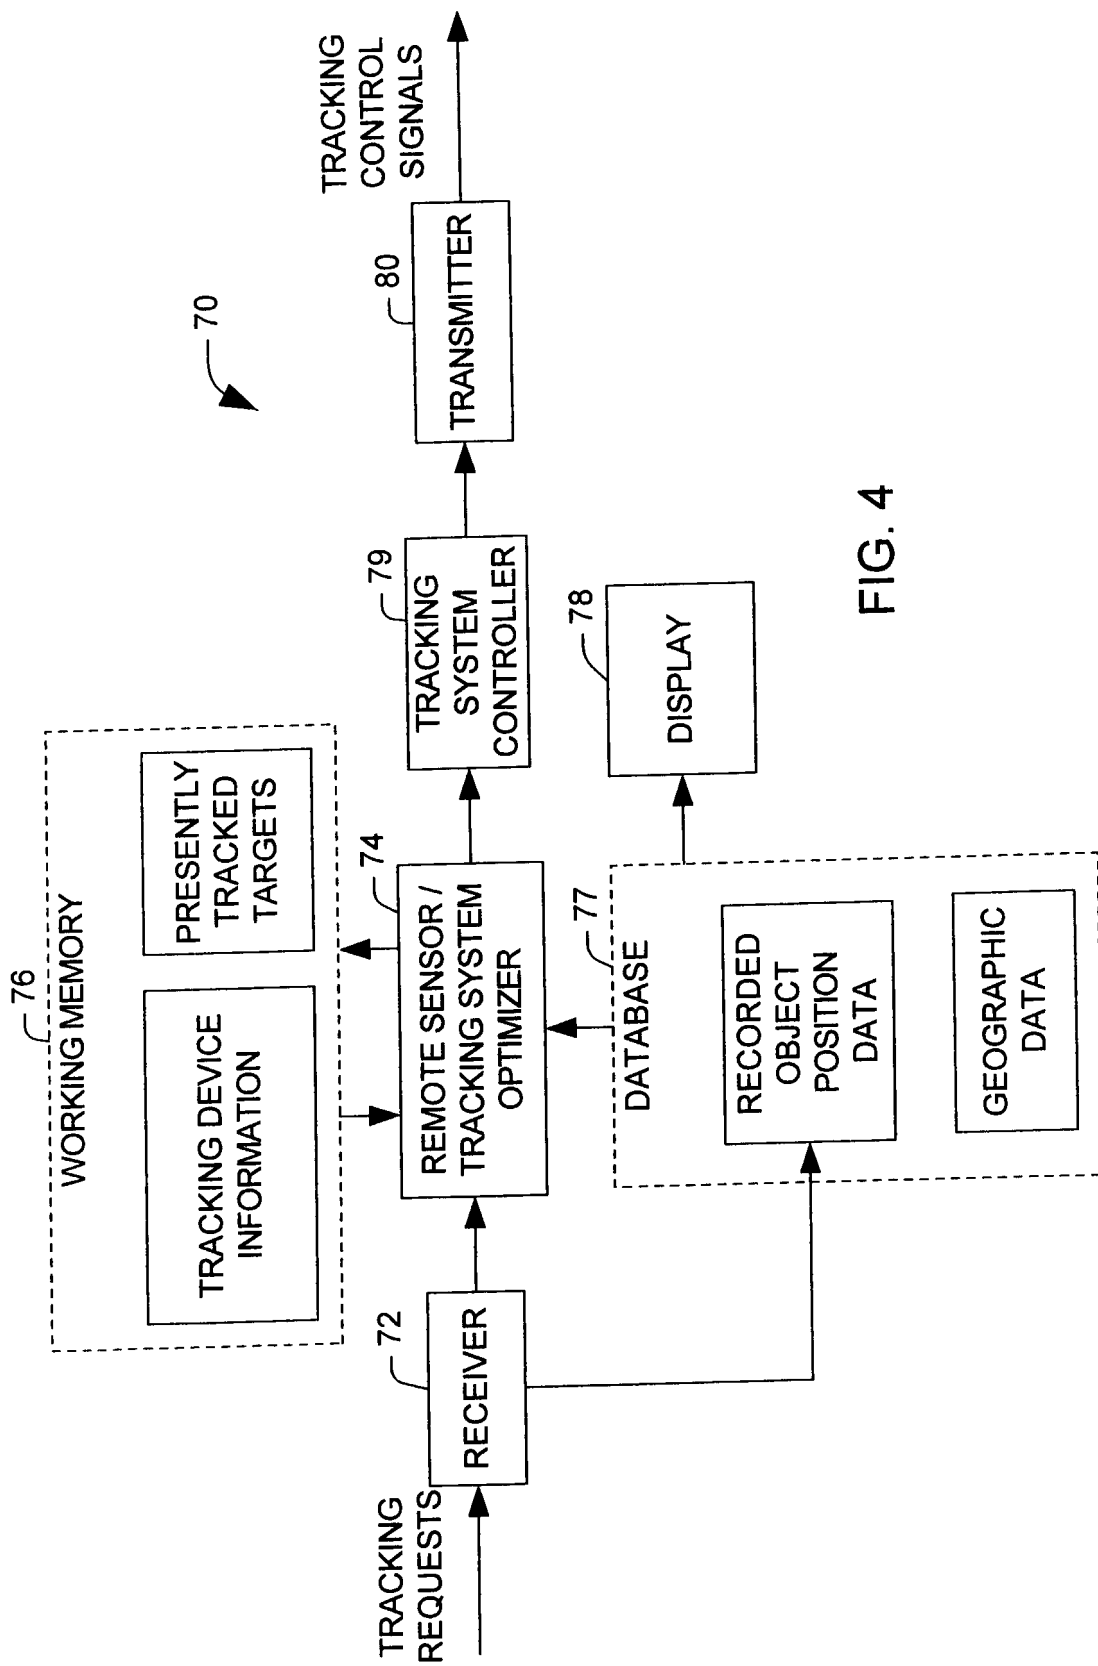 70
76
WORKING MEMORY
TRACKING DEVICE
INFORMATION
PRESENTLY
TRACKED
TARGETS
TRACKING
REQUESTS
72
RECEIVER
74
REMOTE SENSOR /
TRACKING SYSTEM
OPTIMIZER
79
TRACKING
SYSTEM
CONTROLLER
80
TRANSMITTER
TRACKING
CONTROL
SIGNALS
77
DATABASE
RECORDED
OBJECT
POSITION
DATA
GEOGRAPHIC
DATA
78
DISPLAY
FIG. 4